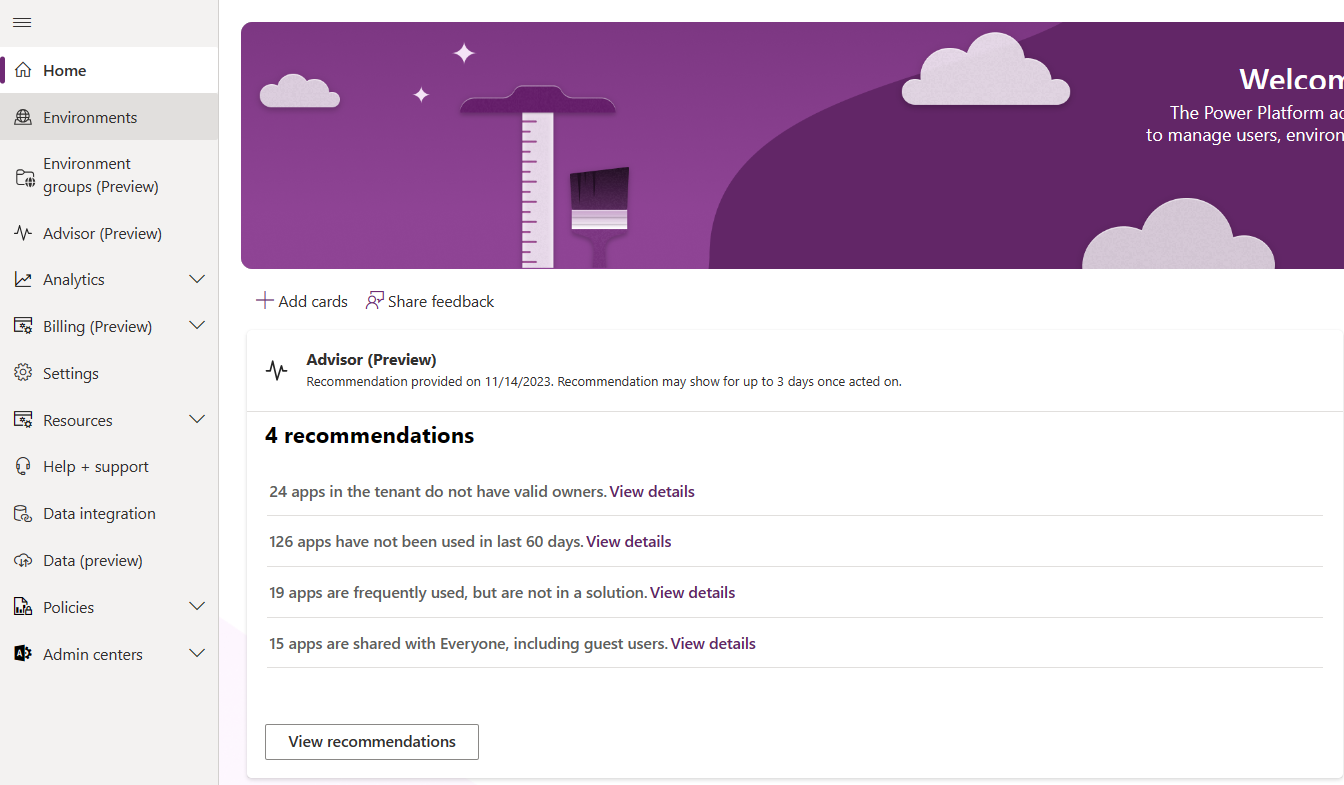 Home
Environments
Environment
groups (Preview)
Advisor (Preview)
Analytics
Billing (Preview)
Settings
Resources
Help + support
Data integration
Data (preview)
Policies
Admin centers
Welcom
The Power Platform ad
to manage users, environ
Add cards
Share feedback
Advisor (Preview)
Recommendation provided on 11/14/2023. Recommendation may show for up to 3 days once acted on.
4 recommendations
24 apps in the tenant do not have valid owners. View details
126 apps have not been used in last 60 days. View details
19 apps are frequently used, but are not in a solution. View details
15 apps are shared with Everyone, including guest users. View details
View recommendations